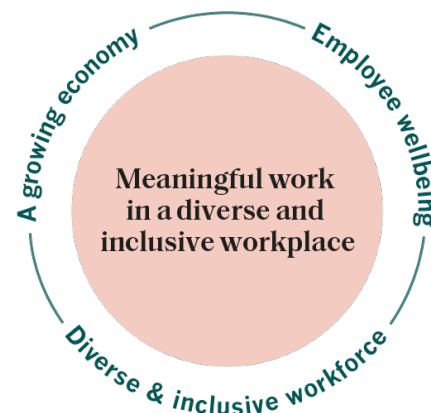 A growing economy
Employee wellbeing
Meaningful work
in a diverse and
inclusive workplace
Diverse & inclusive workforce